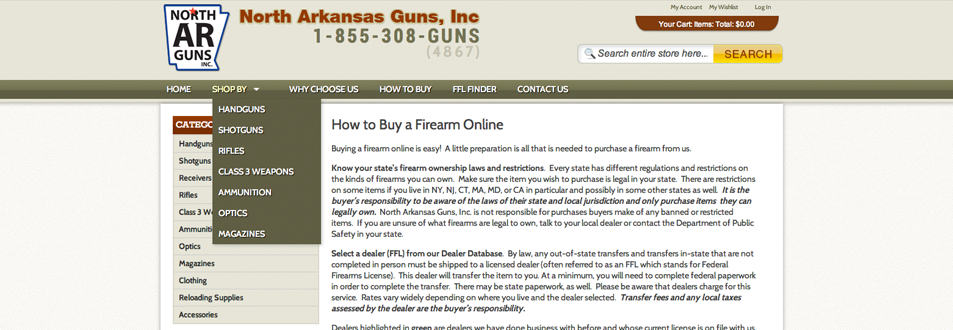 NORTH
AR
GUNS
INC.
North Arkansas Guns, Inc
1-855-308-GUNS
(4867)
My Account My Wishlist Log In
Your Cart: Items: Total: $0.00
Search entire store here... SEARCH
HOME SHOP BY WHY CHOOSE US HOW TO BUY FFL FINDER CONTACT US
HANDGUNS
SHOTGUNS
RIFLES
CLASS 3 WEAPONS
AMMUNITION
OPTICS
MAGAZINES
CATEG
Handguns
Shotguns
Receivers
Rifles
Class 3 We
Ammuniti
Optics
Magazines
Clothing
Reloading Supplies
Accessories
How to Buy a Firearm Online
Buying a firearm online is easy! A little preparation is all that is needed to purchase a firearm from us.
Know your state's firearm ownership laws and restrictions. Every state has different regulations and restrictions on
the kinds of firearms you can own. Make sure the item you wish to purchase is legal in your state. There are restrictions
on some items if you live in NY, NJ, CT, MA, MD, or CA in particular and possibly in some other states as well. It is the
buyer's responsibility to be aware of the laws of their state and local jurisdiction and only purchase items they can
legally own. North Arkansas Guns, Inc. is not responsible for purchases buyers make of any banned or restricted
items. If you are unsure of what firearms are legal to own, talk to your local dealer or contact the Department of Public
Safety in your state.
Select a dealer (FFL) from our Dealer Database. By law, any out-of-state transfers and transfers in-state that are not
completed in person must be shipped to a licensed dealer (often referred to as an FFL which stands for Federal
Firearms License). This dealer will transfer the item to you. At a minimum, you will need to complete federal paperwork
in order to complete the transfer. There may be state paperwork, as well. Please be aware that dealers charge for this
service. Rates vary widely depending on where you live and the dealer selected. Transfer fees and any local taxes
assessed by the dealer are the buyer's responsibility.
Dealers highlighted in green are dealers we have done business with before and whose current license is on file with us.